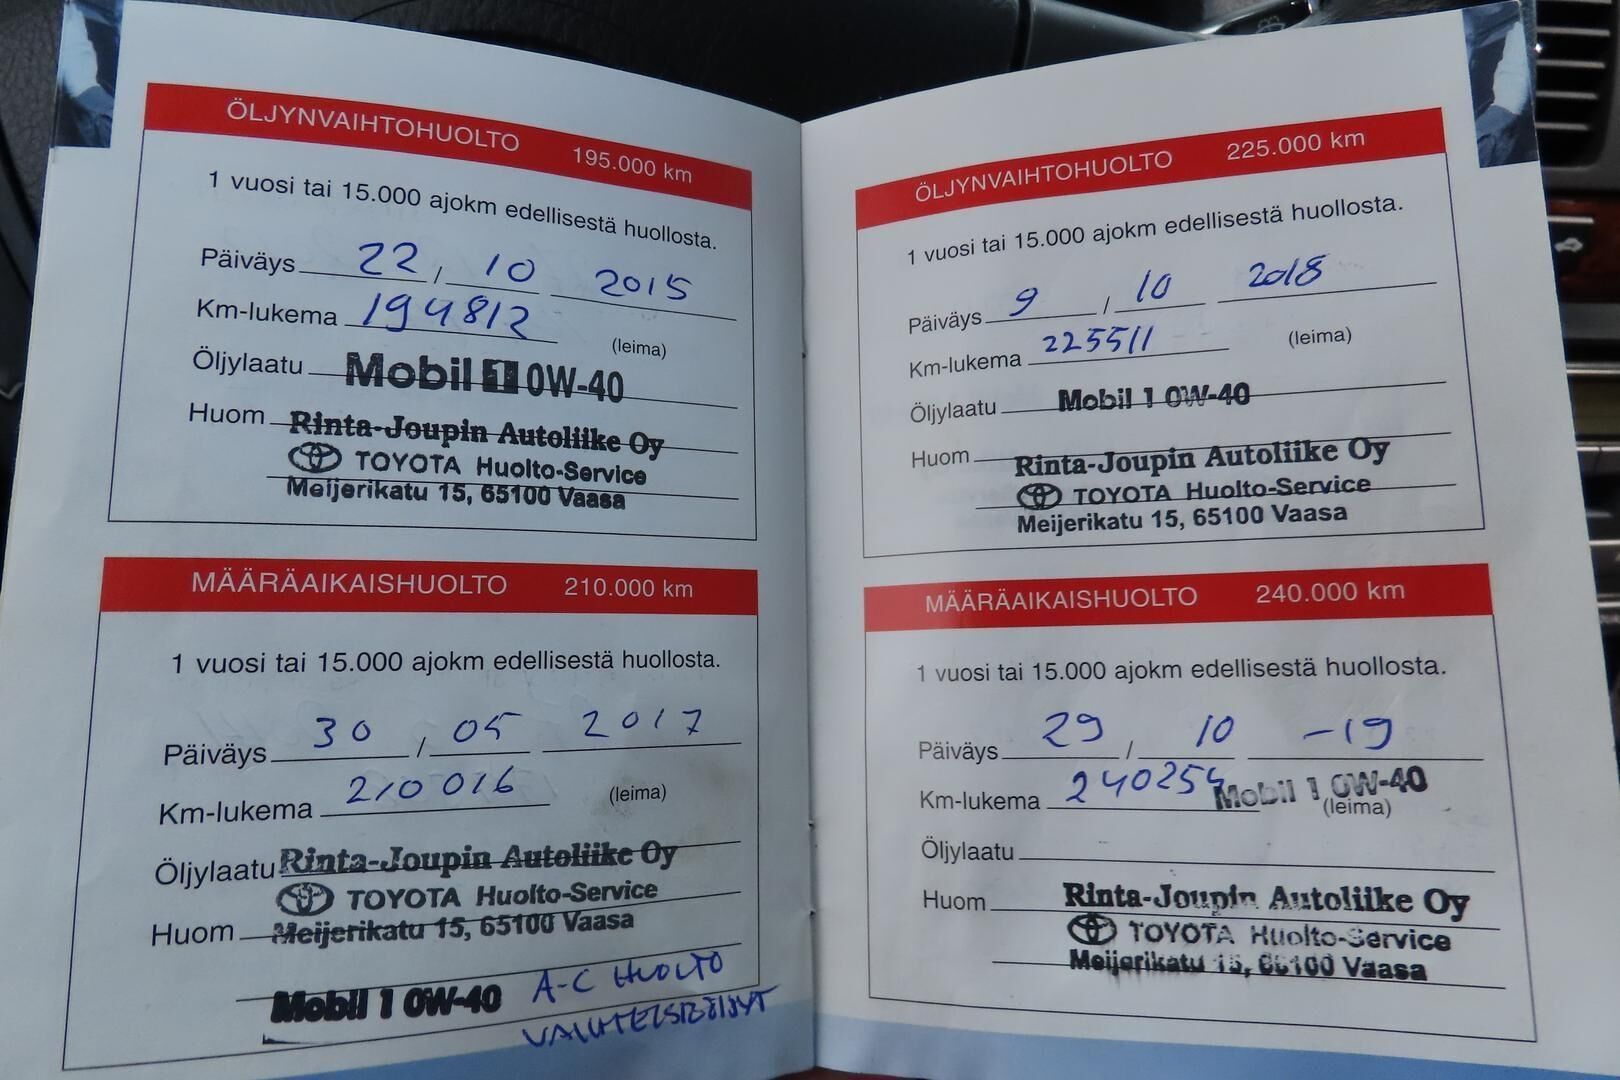 ÖLJYNVAIHTOHUOLTO 195.000 km
1 vuosi tai 15.000 ajokm edellisestä huollosta.
Päiväys 22 / 10 2015
Km-lukema 194812
(leima)
Öljylaatu Mobil 1 0W-40
Huom Rinta-Joupin Autoliike Oy
TOYOTA Huolto-Service
Meijerikatu 15, 65100 Vaasa
MÄÄRÄAIKAISHUOLTO 210.000 km
1 vuosi tai 15.000 ajokm edellisestä huollosta.
Päiväys 30 / 05 2017
Km-lukema 210016
(leima)
Öljylaatu Rinta-Joupin Autoliike Oy
TOYOTA Huolto-Service
Huom Meijerikatu 15, 65100 Vaasa
Mobil 1 0W-40 A-C HUOLTO
ÖLJYNVAIHTOHUOLTO 225.000 km
1 vuosi tai 15.000 ajokm edellisestä huollosta.
Päiväys 9 / 10 2018
Km-lukema 225511
(leima)
Öljylaatu Mobil 1 0W-40
Huom Rinta-Joupin Autoliike Oy
TOYOTA Huolto-Service
Meijerikatu 15, 65100 Vaasa
MÄÄRÄAIKAISHUOLTO 240.000 km
1 vuosi tai 15.000 ajokm edellisestä huollosta.
Päiväys 29 / 10 -19
Km-lukema 240254 Mobil 1 0W-40
(leima)
Öljylaatu
Huom Rinta-Joupin Autoliike Oy
TOYOTA Huolto-Service
Meijerikatu 15, 65100 Vaasa